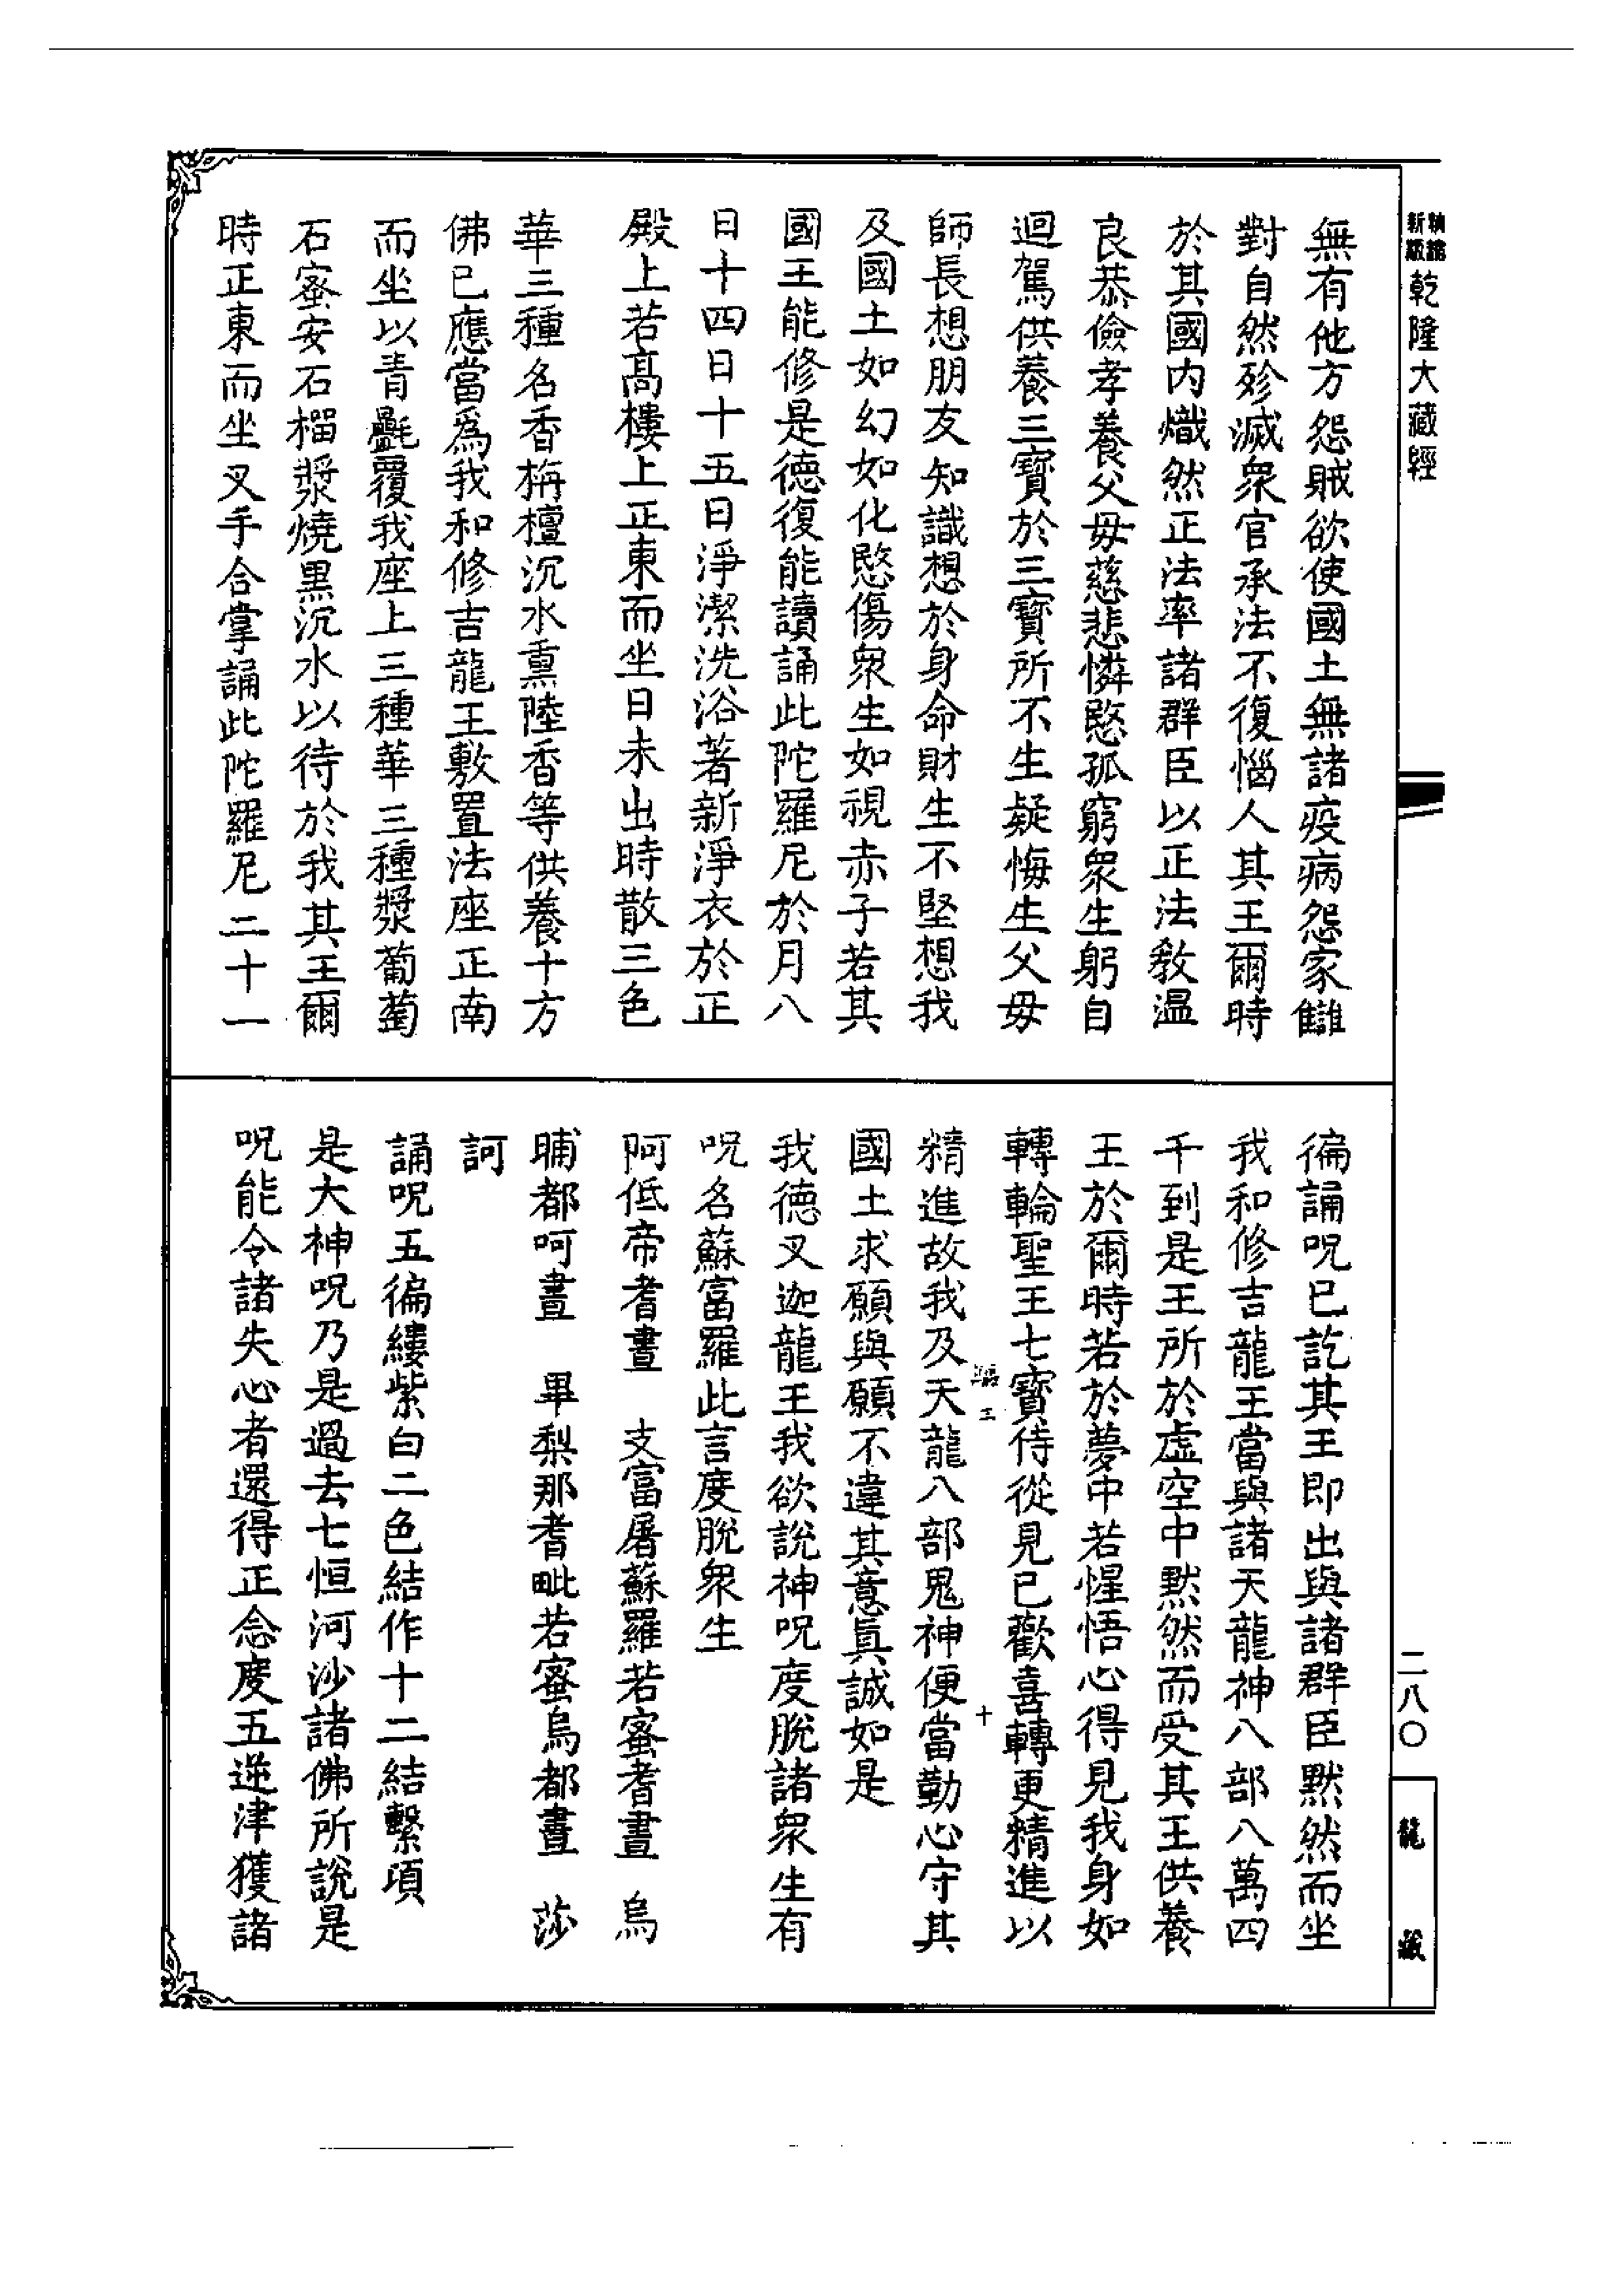 新版
精繕
乾隆大藏經
無有他方怨賊欲使國土無諸疫病怨家讎
對自然殄滅衆官承法不復惱人其王爾時
於其國内熾然正法率諸群臣以正法教温
良恭儉孝養父毋慈悲憐愍孤窮衆生躬自
迴駕供養三寶於三寶所不生疑悔生父毋
師長想朋友知識想於身命財生不堅想我
及國土如幻如化愍傷衆生如視赤子若其
國王能修是德復能讀誦此陀羅尼於月八
日十四日十五日淨潔洗浴著新淨衣於正
殿上若高樓上正東而坐日未出時散三色
華三種名香栴檀沉水熏陸香等供養十方
佛已應當爲我和修吉龍王敷置法座正南
而坐以青氎覆我座上三種華三種漿葡萄
石蜜安石榴漿燒黒沉水以待於我其王爾
時正東而坐叉手合掌誦此陀羅尼二十一
徧誦呪已訖其王即出與諸群臣默然而坐
我和修吉龍王當與諸天龍神八部八萬四
千到是王所於虚空中默然而受其王供養
王於爾時若於夢中若惺悟心得見我身如
轉輪聖王七寶侍從見已歡喜轉更精進以
精進故我及天龍八部鬼神便當勤心守其
國土求願與願不違其意眞誠如是
我德叉迦龍王我欲説神呪度脫諸衆生有
呪名蘇富羅此言度脫衆生
阿低帝耆晝 支富屠蘇羅若蜜耆晝 烏
晡都呵晝 畢梨那耆毗若蜜烏都晝 莎
訶
誦呪五徧縷紫白二色結作十二結繫項
是大神呪乃是過去七恒河沙諸佛所說是
呪能令諸失心者還得正念度五逆津獲諸
十
二八〇
龍藏